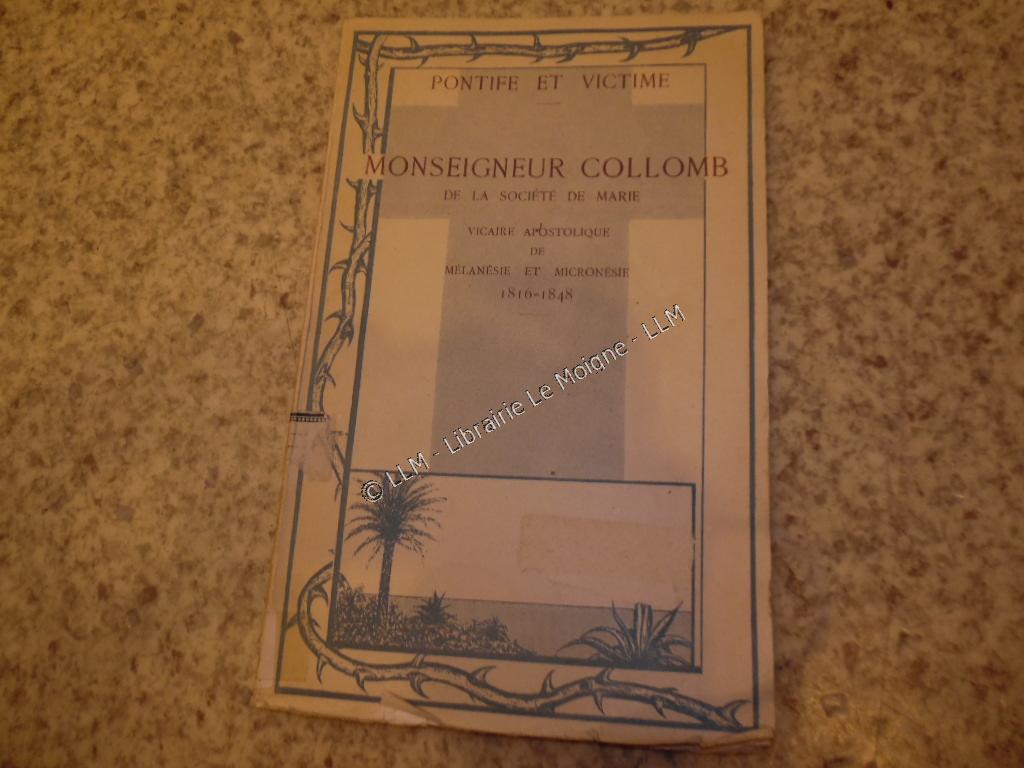 PONTIFE ET VICTIME
MONSEIGNEUR COLLOMB
DE LA SOCIÉTÉ DE MARIE
VICAIRE APOSTOLIQUE
DE
MÉLANÉSIE ET MICRONÉSIE
1816-1848
© LLM - Librairie Le Moigne - LLM